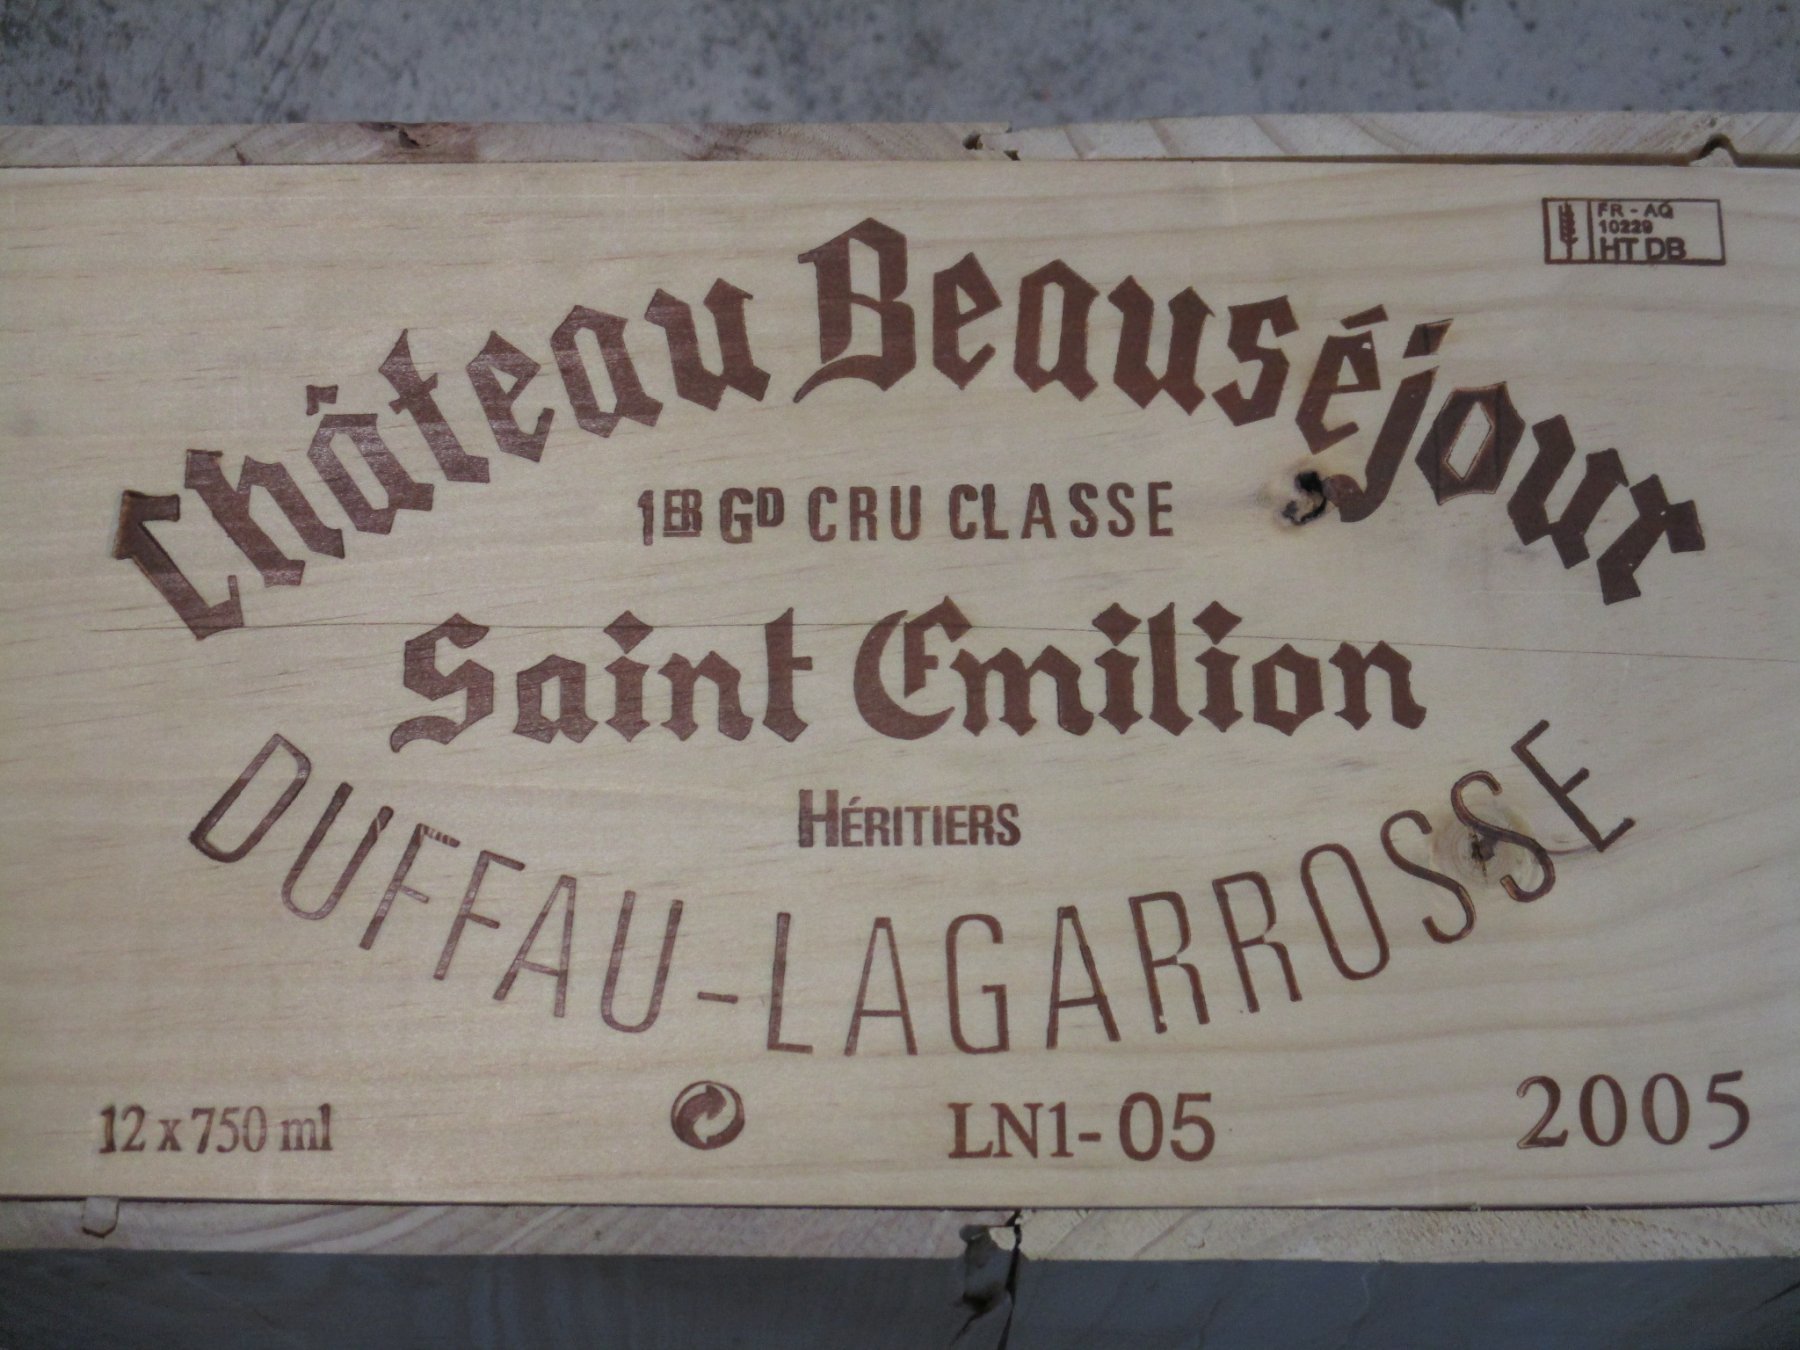 FR - AQ
10229
HT DB
Château Beauséjour
1ER GD CRU CLASSE
Saint Emilion
HÉRITIERS
DUFFAU-LAGARROSSE
12 x 750 ml
LN1-05
2005